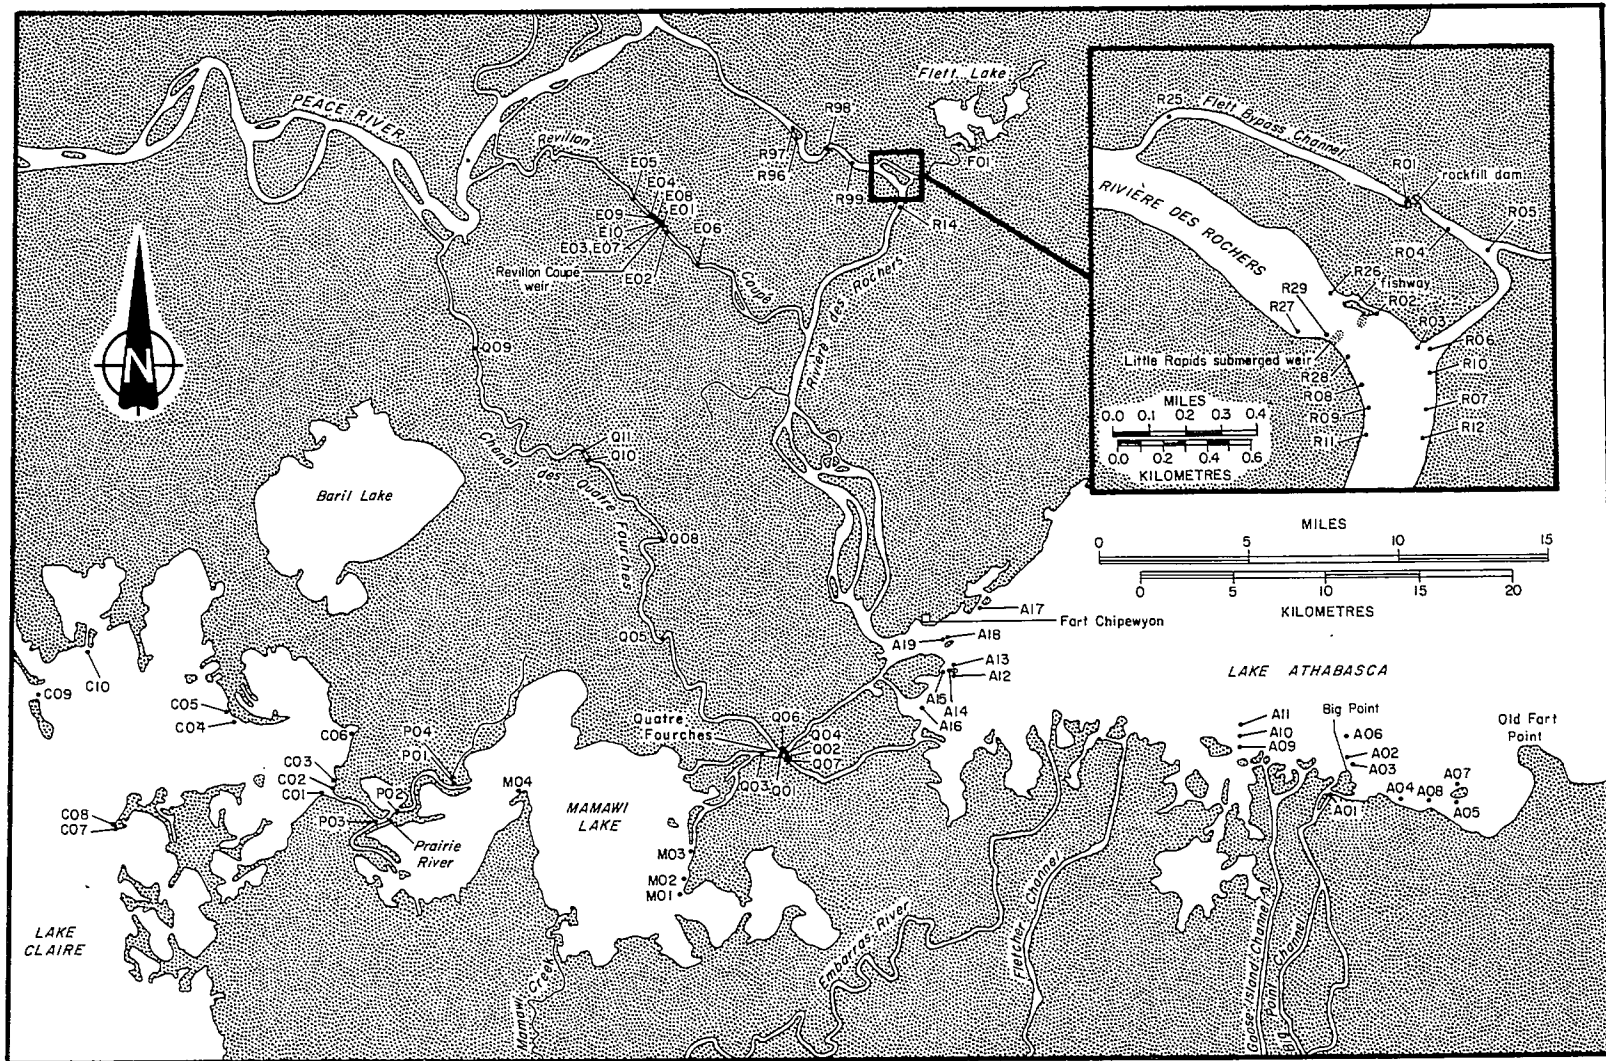 PEACE RIVER
Revillon
Coupé
Flett Lake
R98
R97
R96
R99
F01
R14
E05
E04
E08
E01
E09
E10
E03,E07
E06
E02
Revillon Coupé
weir
Rivière des Rochers
N
Q09
Q11
Q10
Chenal des Quatre Fourches
Q08
Q05
Baril Lake
R25
Flett Bypass Channel
R01
rockfill dam
R05
R04
RIVIÈRE DES ROCHERS
R26
fishway
R29
R02
R27
R03
R06
Little Rapids submerged weir
R10
R28
R08
R07
R09
R12
R11
MILES
0.0 0.1 0.2 0.3 0.4
0.0 0.2 0.4 0.6
KILOMETRES
MILES
0 5 10 15
0 5 10 15 20
KILOMETRES
A17
Fort Chipewyon
A18
A19
A13
A12
A15
A14
A16
LAKE ATHABASCA
C09
C10
C05
C04
C06
P04
P01
C03
C02
C01
P02
P03
C08
C07
Prairie
River
M04
MAMAWI
LAKE
Quatre
Fourches
Q06
Q04
Q02
Q07
Q03
Q01
M03
M02
M01
LAKE
CLAIRE
Mamawi Creek
Embarras River
Fletcher Channel
Goose Island Channel
Big Point Channel
A11
A10
A09
Big Point
A06
A02
A03
Old Fort
Point
A07
A04
A08
A01
A05